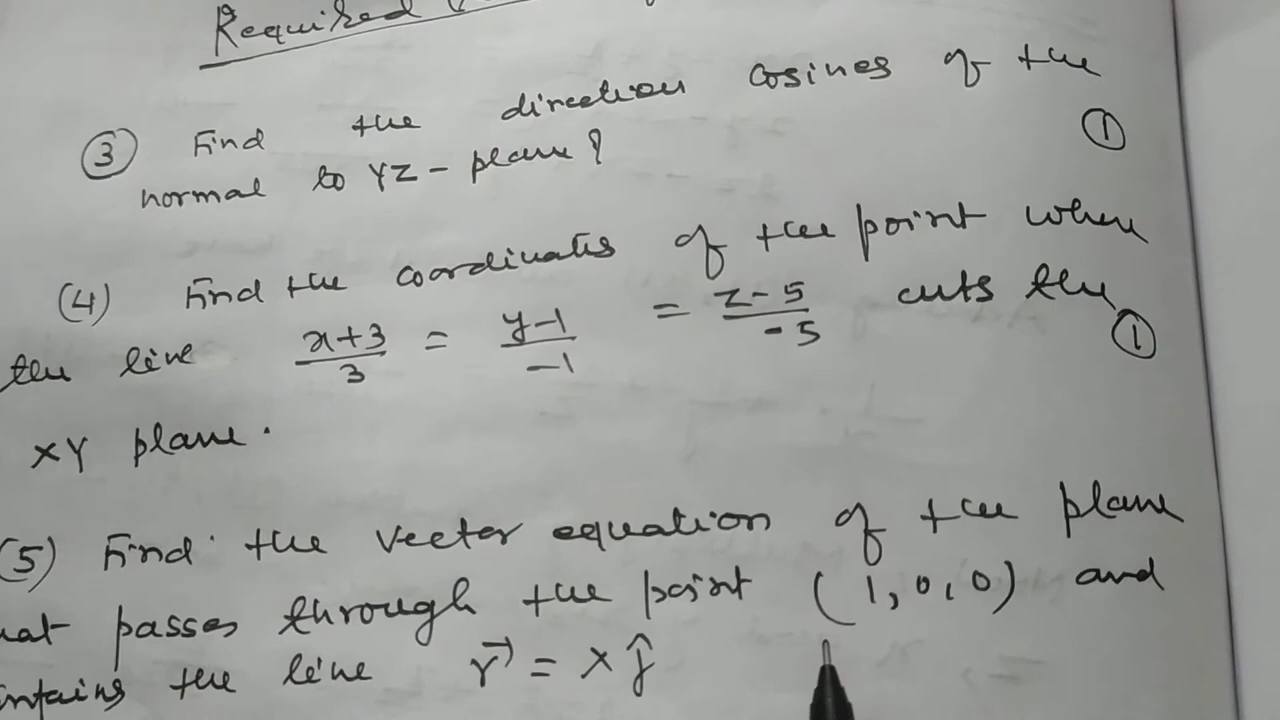 Required
③ Find the direction cosines of the
normal to YZ-plane? ①
(4) Find the coordinates of the point where
the line x+3/3 = y-1/-1 = z-5/-5 cuts the ①
XY plane.
(5) Find the vector equation of the plane
passes through the point (1,0,0) and
the line r⃗ = x ĵ